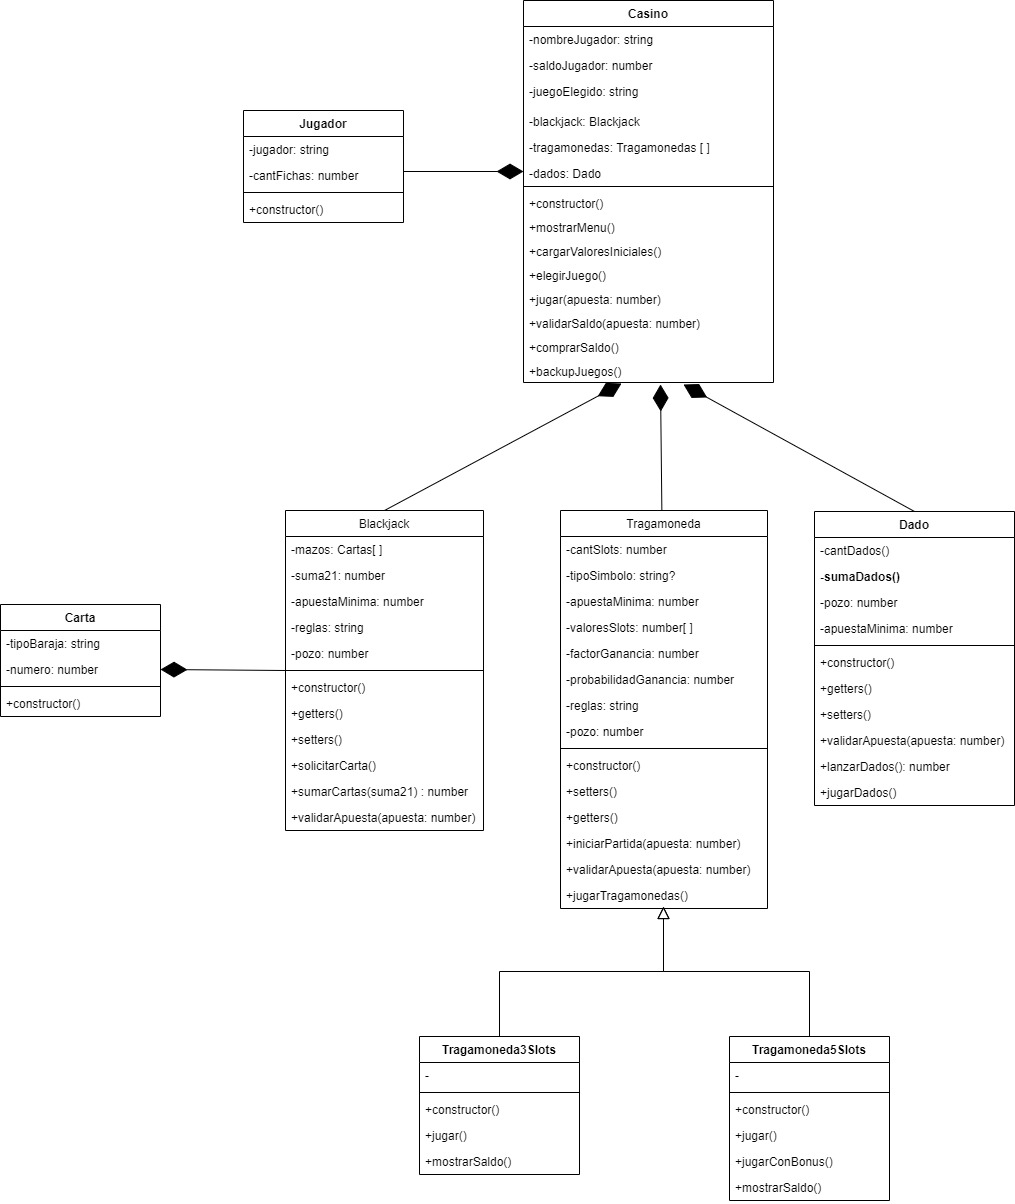 Casino
-nombreJugador: string
-saldoJugador: number
-juegoElegido: string
-blackjack: Blackjack
-tragamonedas: Tragamonedas [ ]
-dados: Dado
+constructor()
+mostrarMenu()
+cargarValoresIniciales()
+elegirJuego()
+jugar(apuesta: number)
+validarSaldo(apuesta: number)
+comprarSaldo()
+backupJuegos()
Jugador
-jugador: string
-cantFichas: number
+constructor()
Blackjack
-mazos: Cartas[ ]
-suma21: number
-apuestaMinima: number
-reglas: string
-pozo: number
+constructor()
+getters()
+setters()
+solicitarCarta()
+sumarCartas(suma21) : number
+validarApuesta(apuesta: number)
Tragamoneda
-cantSlots: number
-tipoSimbolo: string?
-apuestaMinima: number
-valoresSlots: number[ ]
-factorGanancia: number
-probabilidadGanancia: number
-reglas: string
-pozo: number
+constructor()
+setters()
+getters()
+iniciarPartida(apuesta: number)
+validarApuesta(apuesta: number)
+jugarTragamonedas()
Dado
-cantDados()
-sumaDados()
-pozo: number
-apuestaMinima: number
+constructor()
+getters()
+setters()
+validarApuesta(apuesta: number)
+lanzarDados(): number
+jugarDados()
Carta
-tipoBaraja: string
-numero: number
+constructor()
Tragamoneda3Slots
-
+constructor()
+jugar()
+mostrarSaldo()
Tragamoneda5Slots
-
+constructor()
+jugar()
+jugarConBonus()
+mostrarSaldo()